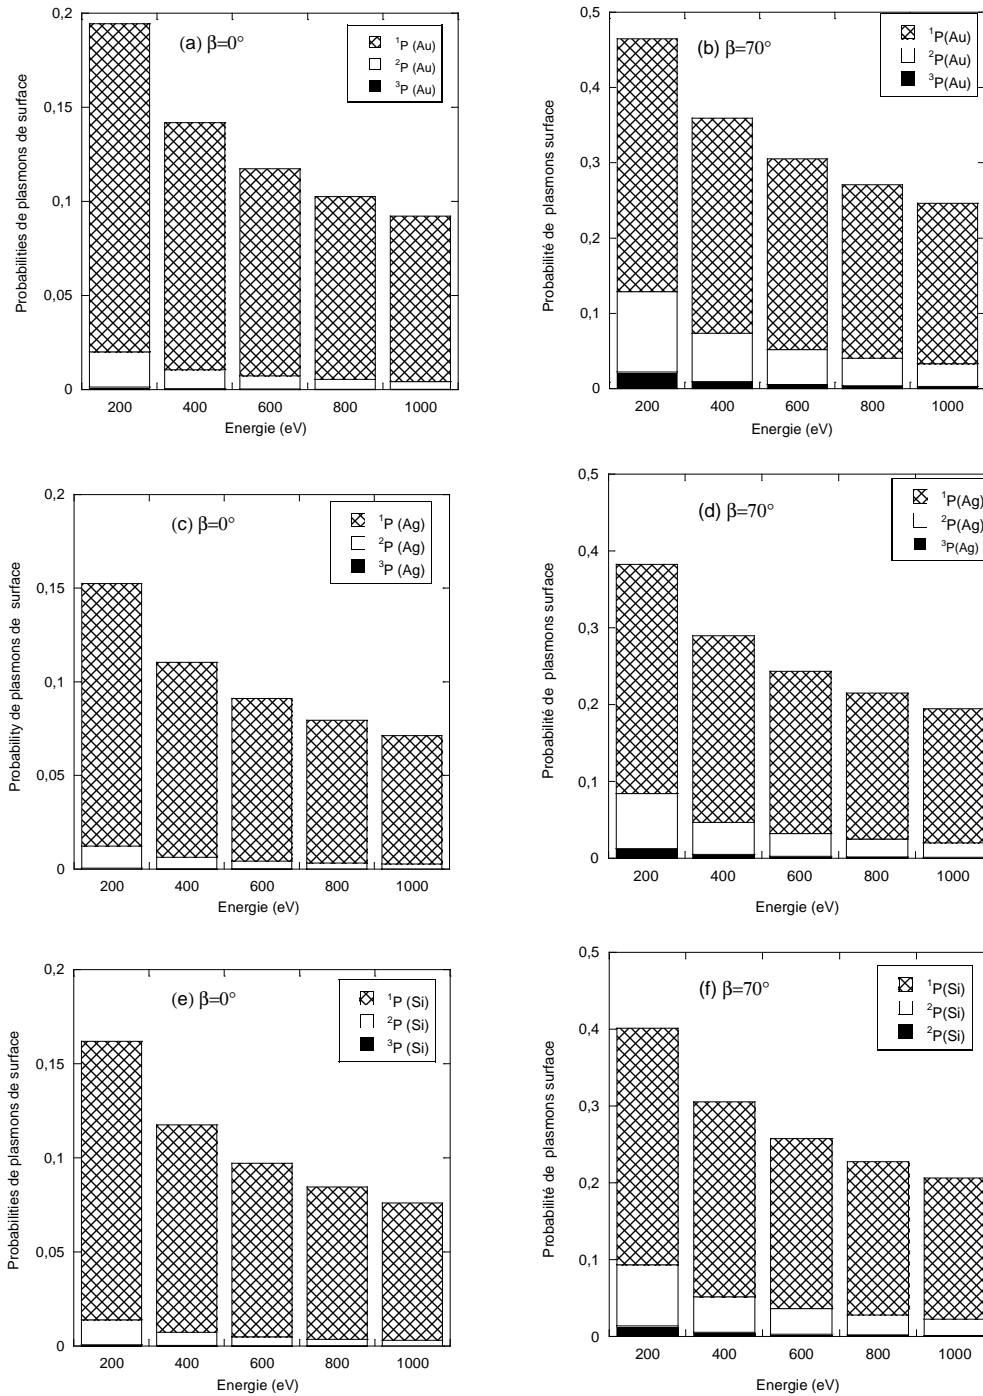 0,2
(a) β=0°
¹P (Au)
²P (Au)
³P (Au)
0,15
0,1
0,05
0
Probabilities de plasmons de surface
200 400 600 800 1000
Energie (eV)
0,5
(b) β=70°
¹P(Au)
²P(Au)
³P(Au)
0,4
0,3
0,2
0,1
0
Probabilité de plasmons surface
200 400 600 800 1000
Energie (eV)
0,2
(c) β=0°
¹P (Ag)
²P (Ag)
³P (Ag)
0,15
0,1
0,05
0
Probability de plasmons de surface
200 400 600 800 1000
Energie (eV)
0,5
(d) β=70°
¹P(Ag)
²P(Ag)
³P(Ag)
0,4
0,3
0,2
0,1
0
Probabilité de plasmons surface
200 400 600 800 1000
Energie (eV)
0,2
(e) β=0°
¹P (Si)
²P (Si)
³P (Si)
0,15
0,1
0,05
0
Probabilities de plasmons de surface
200 400 600 800 1000
Energie (eV)
0,5
(f) β=70°
¹P(Si)
²P(Si)
²P(Si)
0,4
0,3
0,2
0,1
0
Probabilité de plasmons surface
200 400 600 800 1000
Energie (eV)